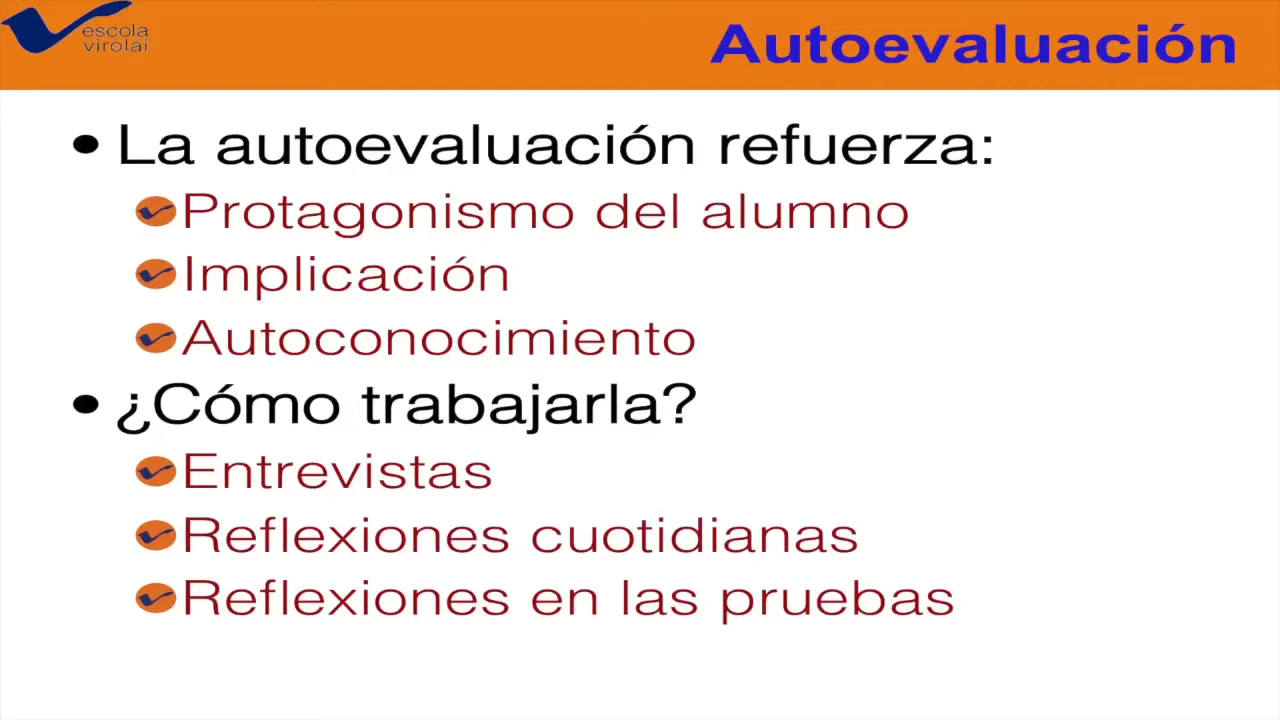 escola
virolai
Autoevaluación
• La autoevaluación refuerza:
Protagonismo del alumno
Implicación
Autoconocimiento
• ¿Cómo trabajarla?
Entrevistas
Reflexiones cuotidianas
Reflexiones en las pruebas